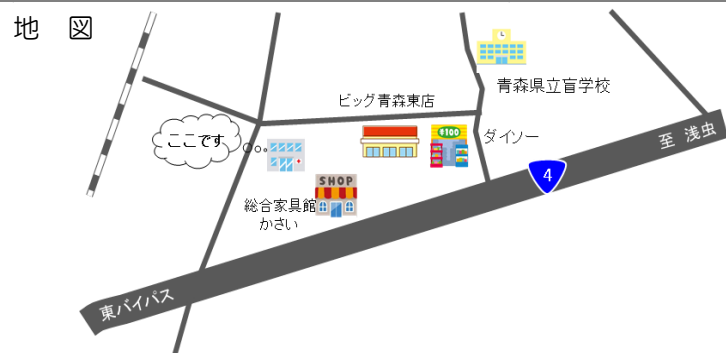 地 図
ビッグ青森東店
青森県立盲学校
ここです
¥100
ダイソー
至 浅虫
4
SHOP
総合家具館
かさい
東バイパス